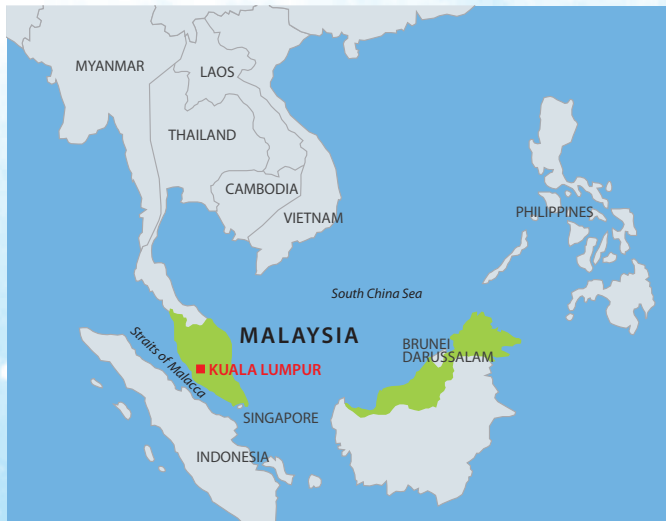 MYANMAR
LAOS
THAILAND
CAMBODIA
VIETNAM
PHILIPPINES
South China Sea
MALAYSIA
BRUNEI
DARUSSALAM
Straits of Malacca
KUALA LUMPUR
SINGAPORE
INDONESIA